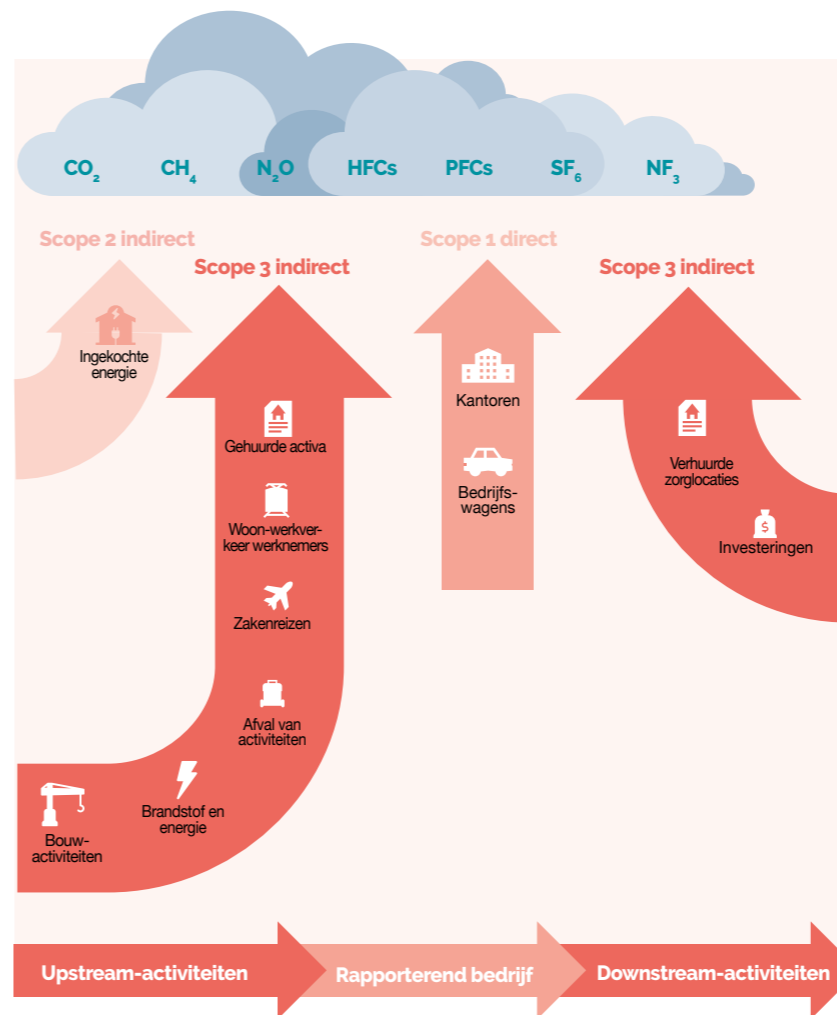 CO₂ CH₄ N₂O HFCs PFCs SF₆ NF₃
Scope 2 indirect
Ingekochte
energie
Scope 3 indirect
Gehuurde activa
Woon-werkver-
keer werknemers
Zakenreizen
Afval van
activiteiten
Brandstof en
energie
Bouw-
activiteiten
Scope 1 direct
Kantoren
Bedrijfs-
wagens
Scope 3 indirect
Verhuurde
zorglocaties
$
Investeringen
Upstream-activiteiten Rapporterend bedrijf Downstream-activiteiten